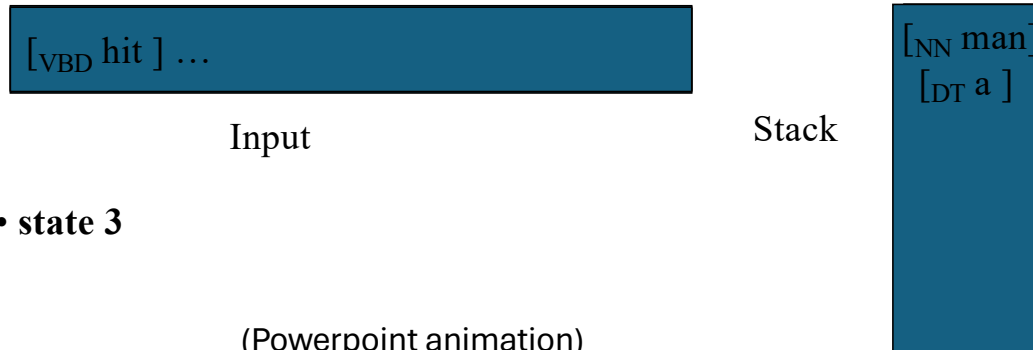 [VBD hit ] …
[NN man]
[DT a ]
Input
Stack
• state 3
(Powerpoint animation)